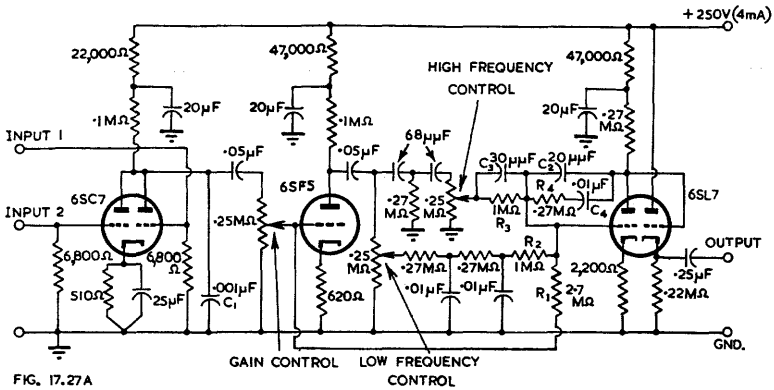 +250V(4mA)
22,000Ω
47,000Ω
47,000Ω
HIGH FREQUENCY
CONTROL
20µF
20µF
20µF
·1MΩ
·1MΩ
·27
MΩ
INPUT 1
·05µF
·05µF
68µµF
C3
30µµF
C2
20µµF
6SC7
6SF5
R4
·01µF
6SL7
1MΩ
R3
·27MΩ
C4
INPUT 2
·25MΩ
·27
MΩ
·25
MΩ
OUTPUT
6,800Ω
6,800
Ω
·25
MΩ
R2
·27MΩ
·27MΩ
1MΩ
2,200Ω
·25µF
510Ω
25µF
·001µF
C1
620Ω
·01µF
·01µF
R1
2·7
MΩ
·22MΩ
GND.
GAIN CONTROL
LOW FREQUENCY
CONTROL
FIG. 17.27A